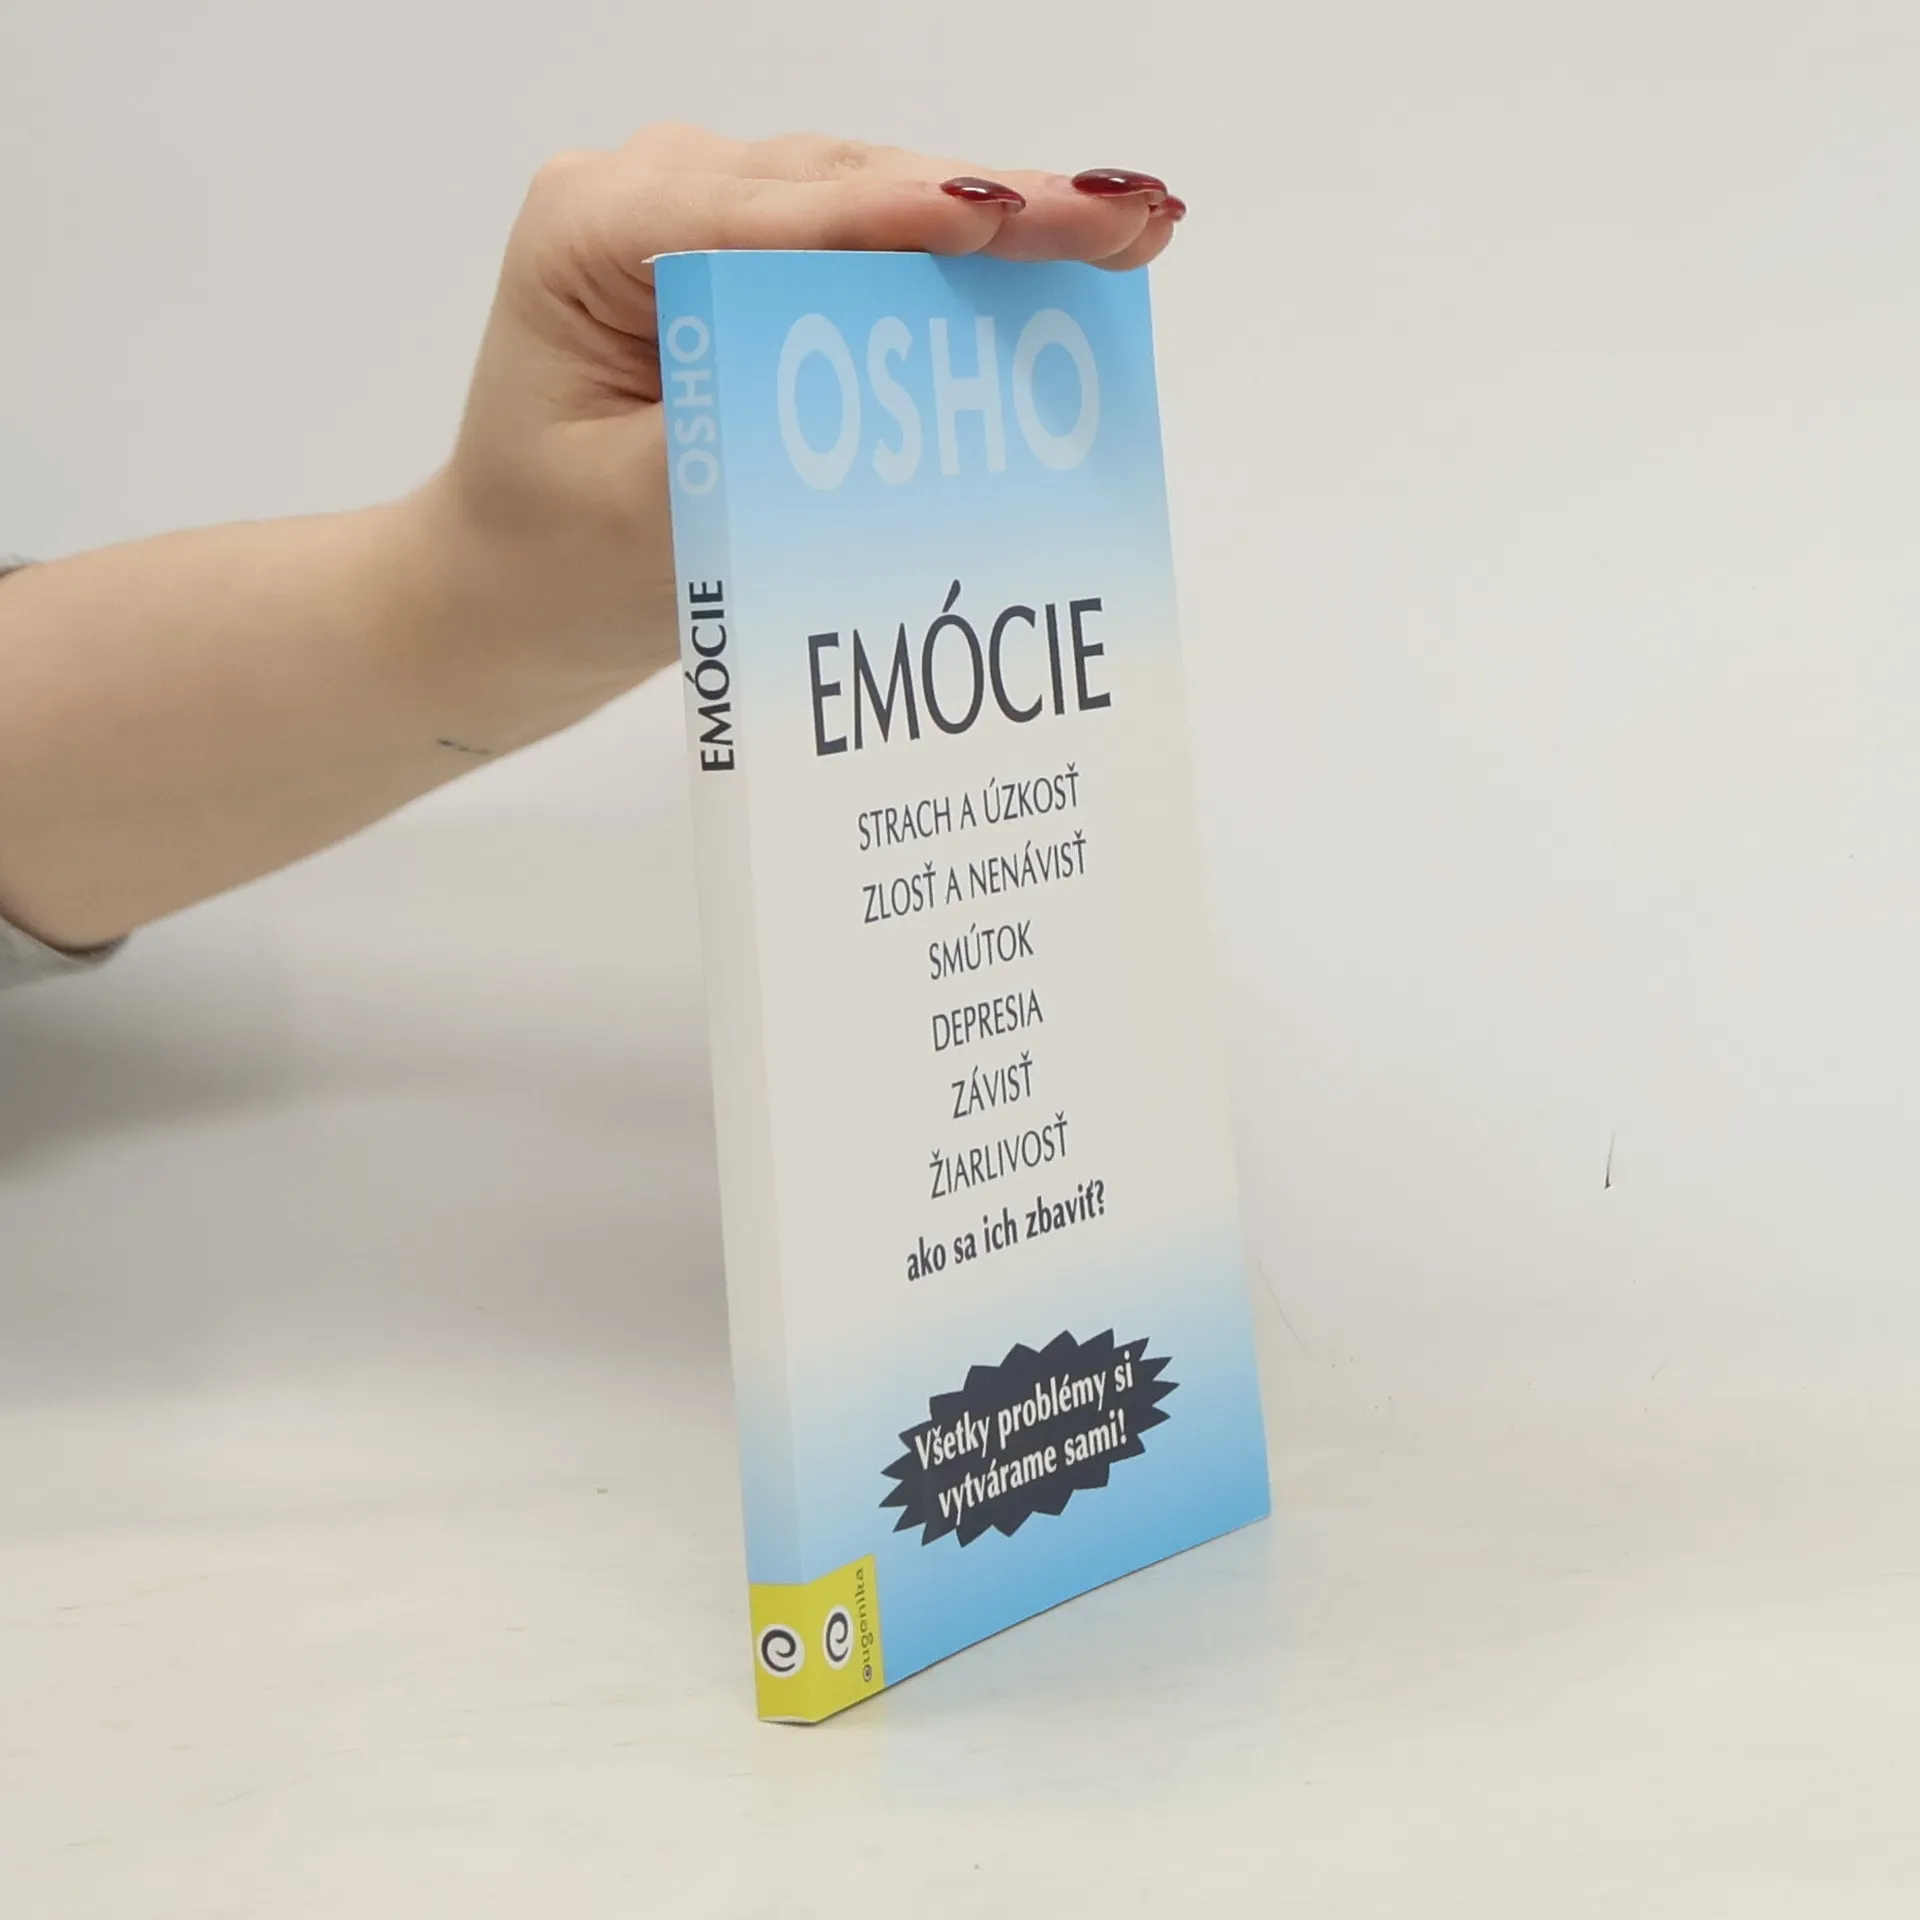 OSHO
EMÓCIE
OSHO
EMÓCIE
STRACH A ÚZKOSŤ
ZLOSŤ A NENÁVISŤ
SMÚTOK
DEPRESIA
ZÁVISŤ
ŽIARLIVOSŤ
ako sa ich zbaviť?
Všetky problémy si
vytvárame sami!
eugenika